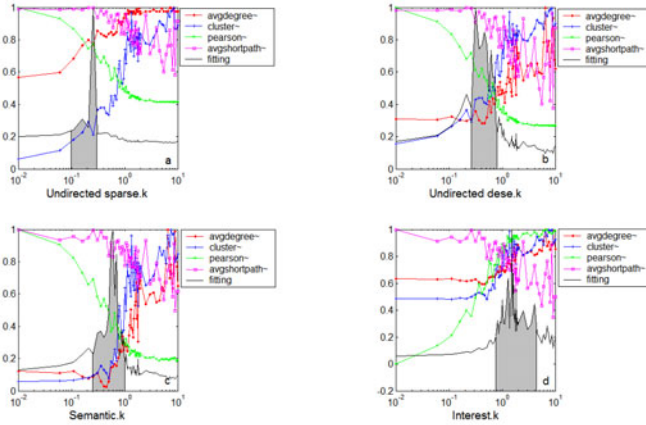 1
0.8
0.6
0.4
0.2
0
10^-2
10^-1
10^0
10^1
Undirected sparse.k
a
avgdegree~
cluster~
pearson~
avgshortpath~
fitting
1
0.8
0.6
0.4
0.2
0
10^-2
10^-1
10^0
10^1
Undirected dese.k
b
avgdegree~
cluster~
pearson~
avgshortpath~
fitting
1
0.8
0.6
0.4
0.2
0
10^-2
10^-1
10^0
10^1
Semantic.k
c
avgdegree~
cluster~
pearson~
avgshortpath~
fitting
1
0.8
0.6
0.4
0.2
0
-0.2
10^-2
10^-1
10^0
10^1
Interest.k
d
avgdegree~
cluster~
pearson~
avgshortpath~
fitting